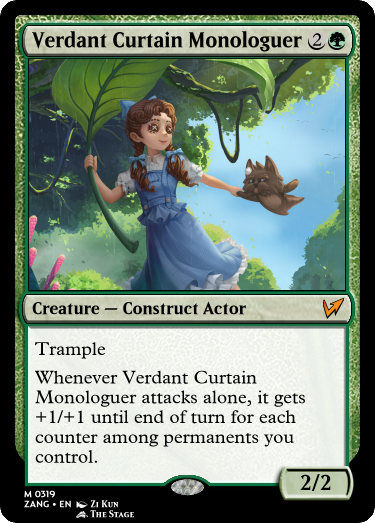 Verdant Curtain Monologuer 2
Creature — Construct Actor
Trample
Whenever Verdant Curtain
Monologuer attacks alone, it gets
+1/+1 until end of turn for each
counter among permanents you
control.
2/2
M 0319
ZANG • EN Zi Kun
The Stage